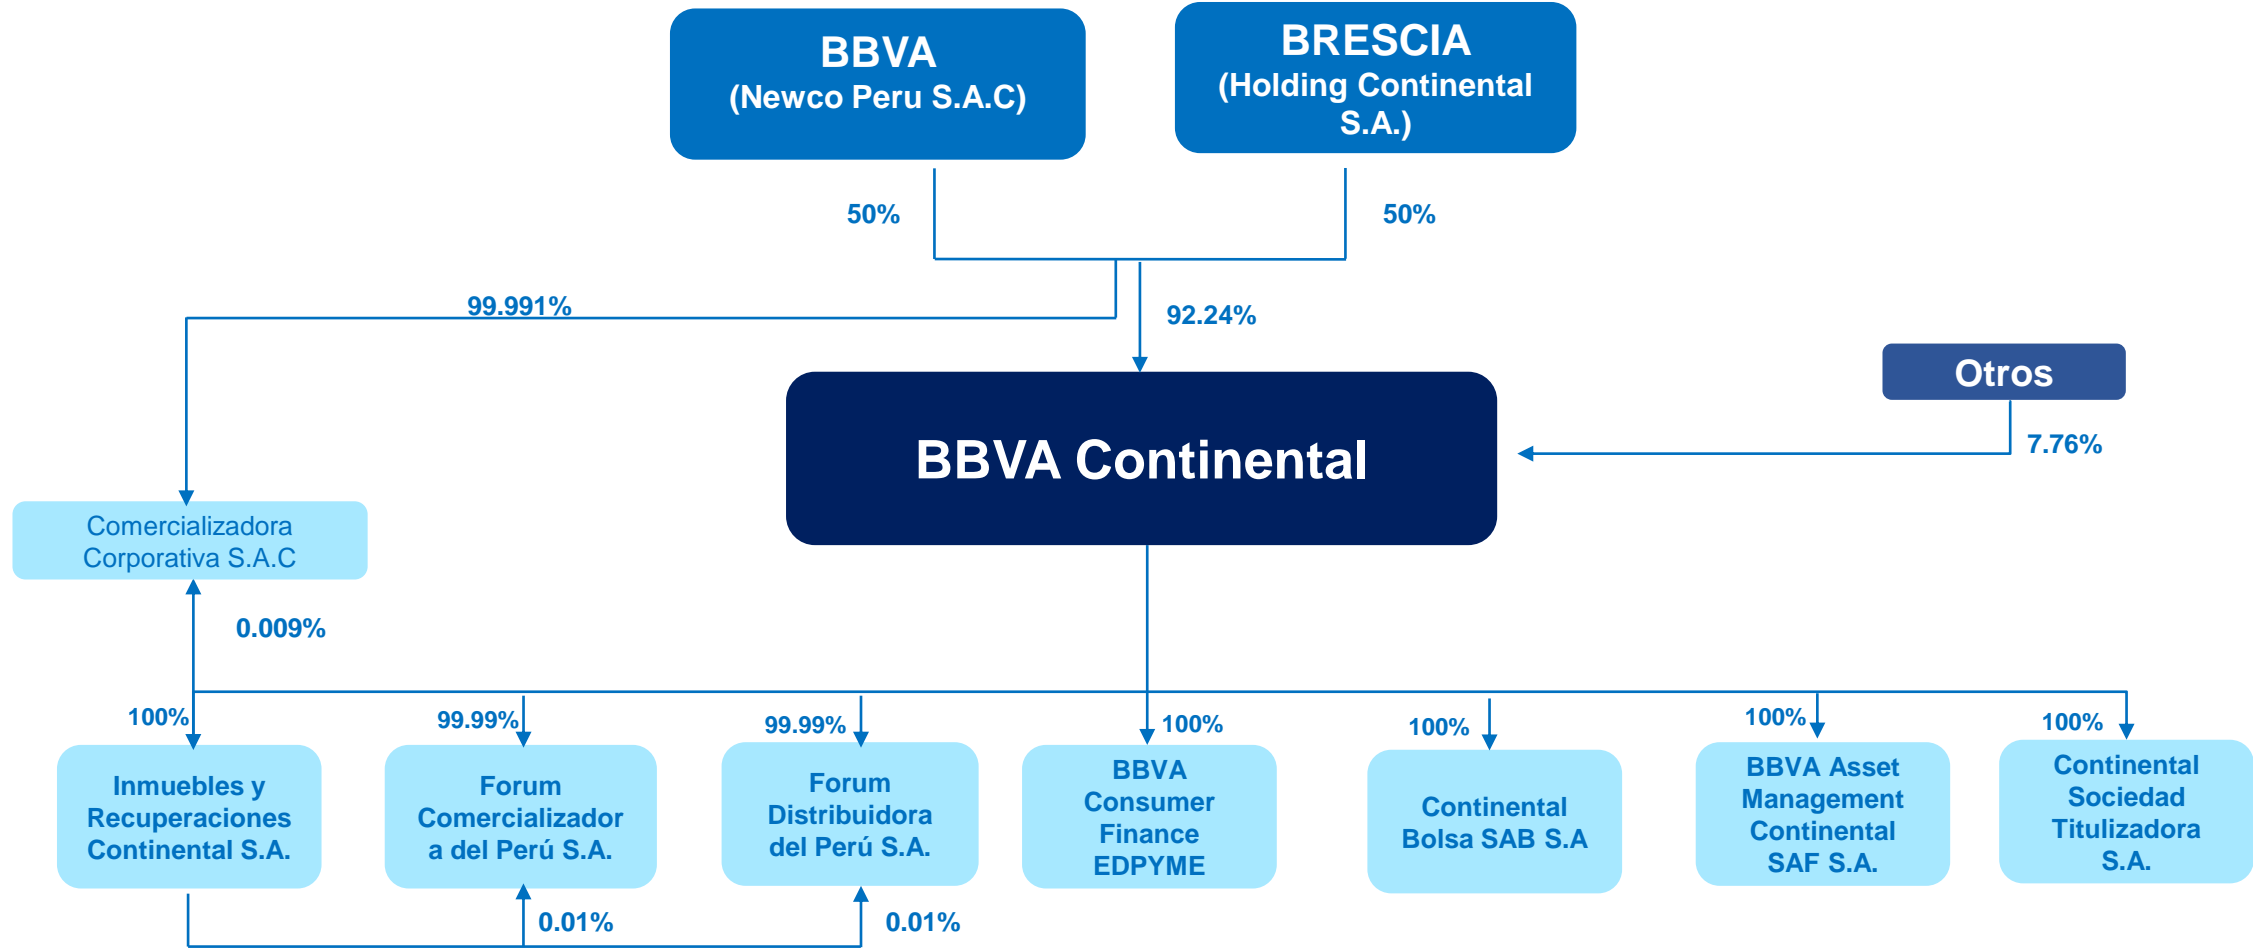 BBVA
(Newco Peru S.A.C)
BRESCIA
(Holding Continental
S.A.)
50%
50%
99.991%
92.24%
Otros
7.76%
BBVA Continental
Comercializadora
Corporativa S.A.C
0.009%
100%
99.99%
99.99%
100%
100%
100%
100%
Inmuebles y
Recuperaciones
Continental S.A.
Forum
Comercializador
a del Perú S.A.
Forum
Distribuidora
del Perú S.A.
BBVA
Consumer
Finance
EDPYME
Continental
Bolsa SAB S.A
BBVA Asset
Management
Continental
SAF S.A.
Continental
Sociedad
Titulizadora
S.A.
0.01%
0.01%